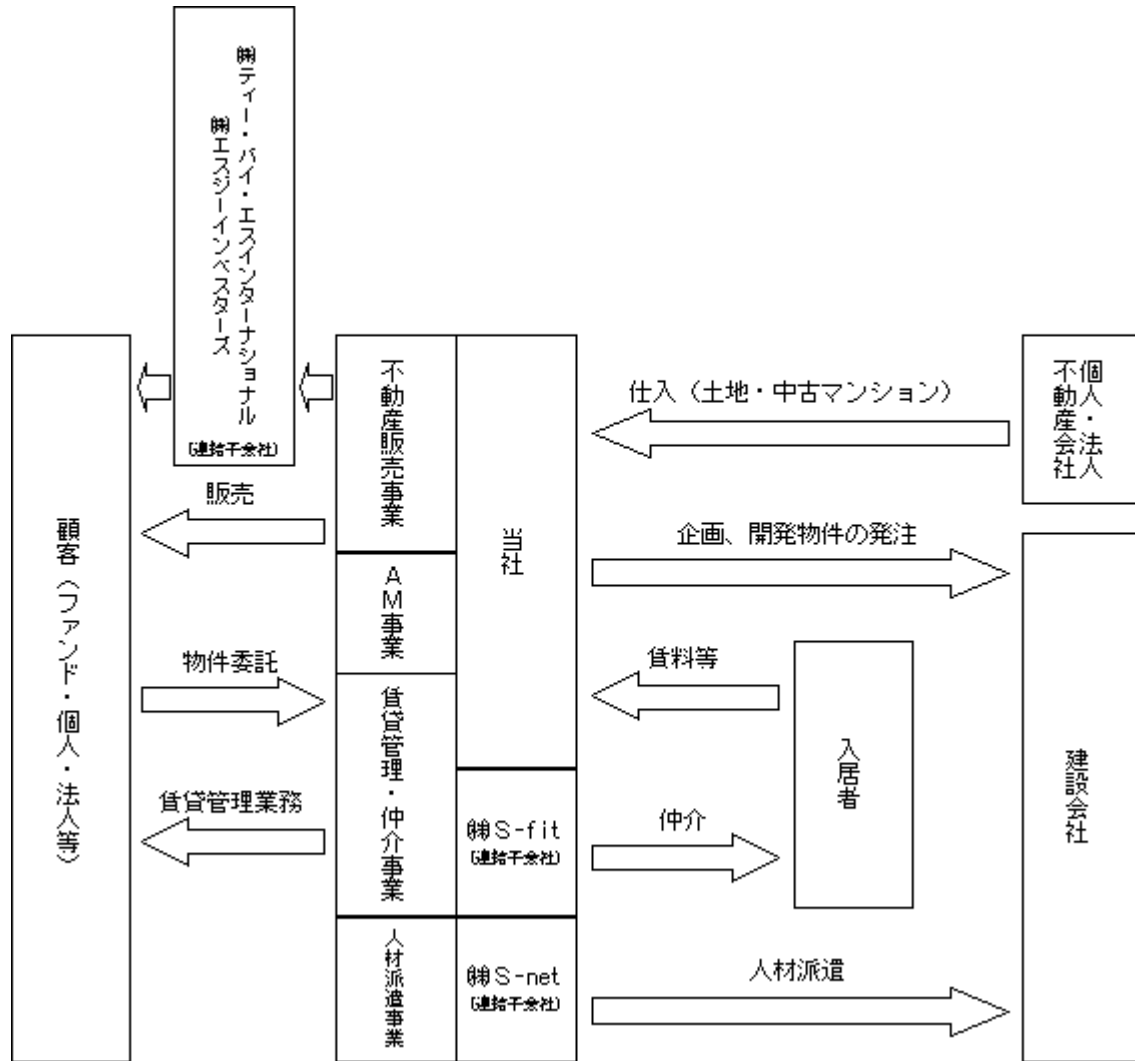 ㈱ティー・バイ・エスインターナショナル
㈱エスジーインベスターズ
(連結子会社)
顧客(ファンド・個人・法人等)
販売
物件委託
賃貸管理業務
不動産販売事業
AM事業
賃貸管理・仲介事業
人材派遣事業
当社
㈱S-fit
(連結子会社)
㈱S-net
(連結子会社)
仕入(土地・中古マンション)
企画、開発物件の発注
賃料等
仲介
人材派遣
入居者
個人・法人
不動産会社
建設会社